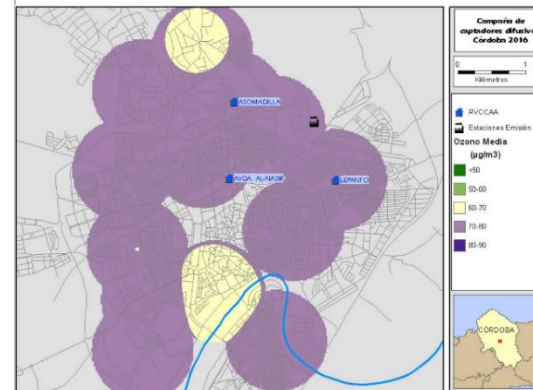 Campaña de
captadores difusivo
Córdoba 2016
0 1
Kilómetros
RVCCAA
Estaciones Emisión
Ozono Media
(µg/m3)
<50
50-60
60-70
70-80
80-90
CÓRDOBA
ASOMADILLA
AVDA. AL-NASIR
LEPANTO